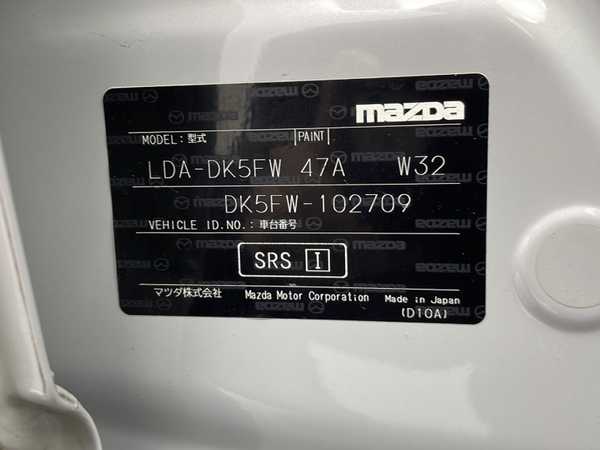 mazda
MODEL: 型式 PAINT
LDA-DK5FW 47A W32
DK5FW-102709
VEHICLE ID.NO.: 車台番号
SRS I
マツダ株式会社 Mazda Motor Corporation Made in Japan
(D10A)